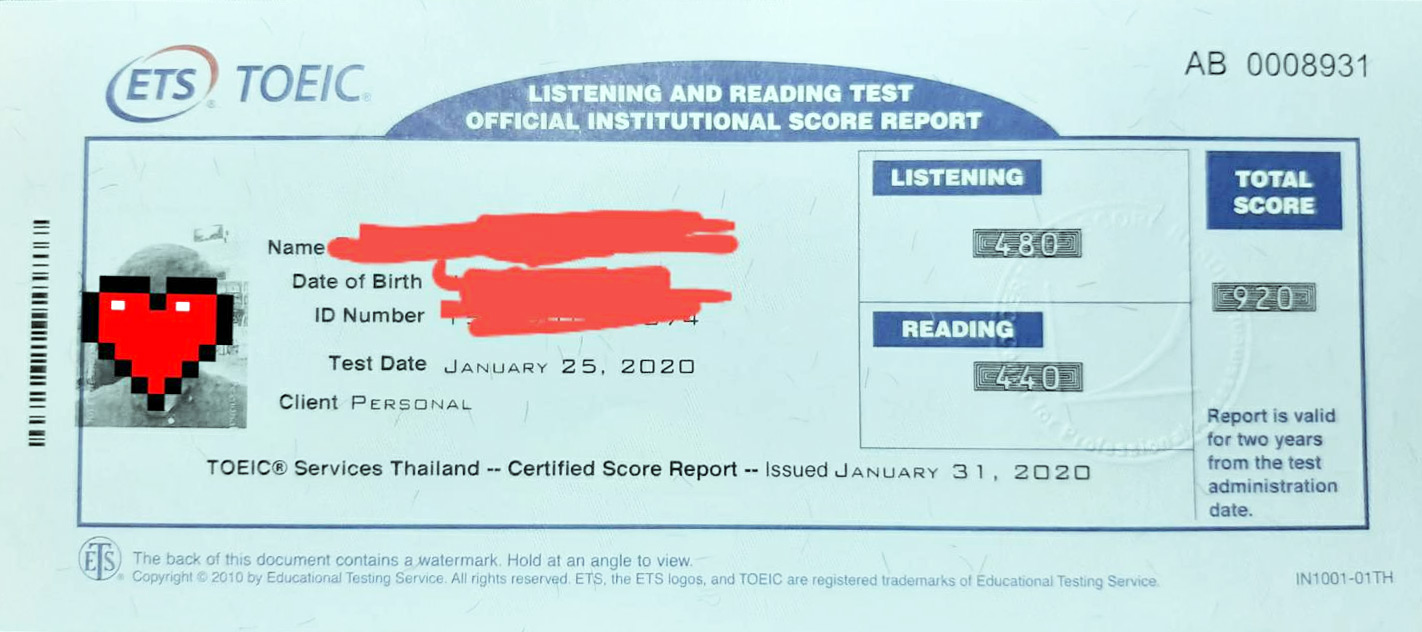 ETS® TOEIC®
AB 0008931
LISTENING AND READING TEST
OFFICIAL INSTITUTIONAL SCORE REPORT
Name
Date of Birth
ID Number
Test Date JANUARY 25, 2020
Client PERSONAL
LISTENING
480
READING
440
TOTAL
SCORE
920
Report is valid
for two years
from the test
administration
date.
TOEIC® Services Thailand -- Certified Score Report -- Issued JANUARY 31, 2020
ETS®
The back of this document contains a watermark. Hold at an angle to view.
Copyright © 2010 by Educational Testing Service. All rights reserved. ETS, the ETS logos, and TOEIC are registered trademarks of Educational Testing Service.
IN1001-01TH